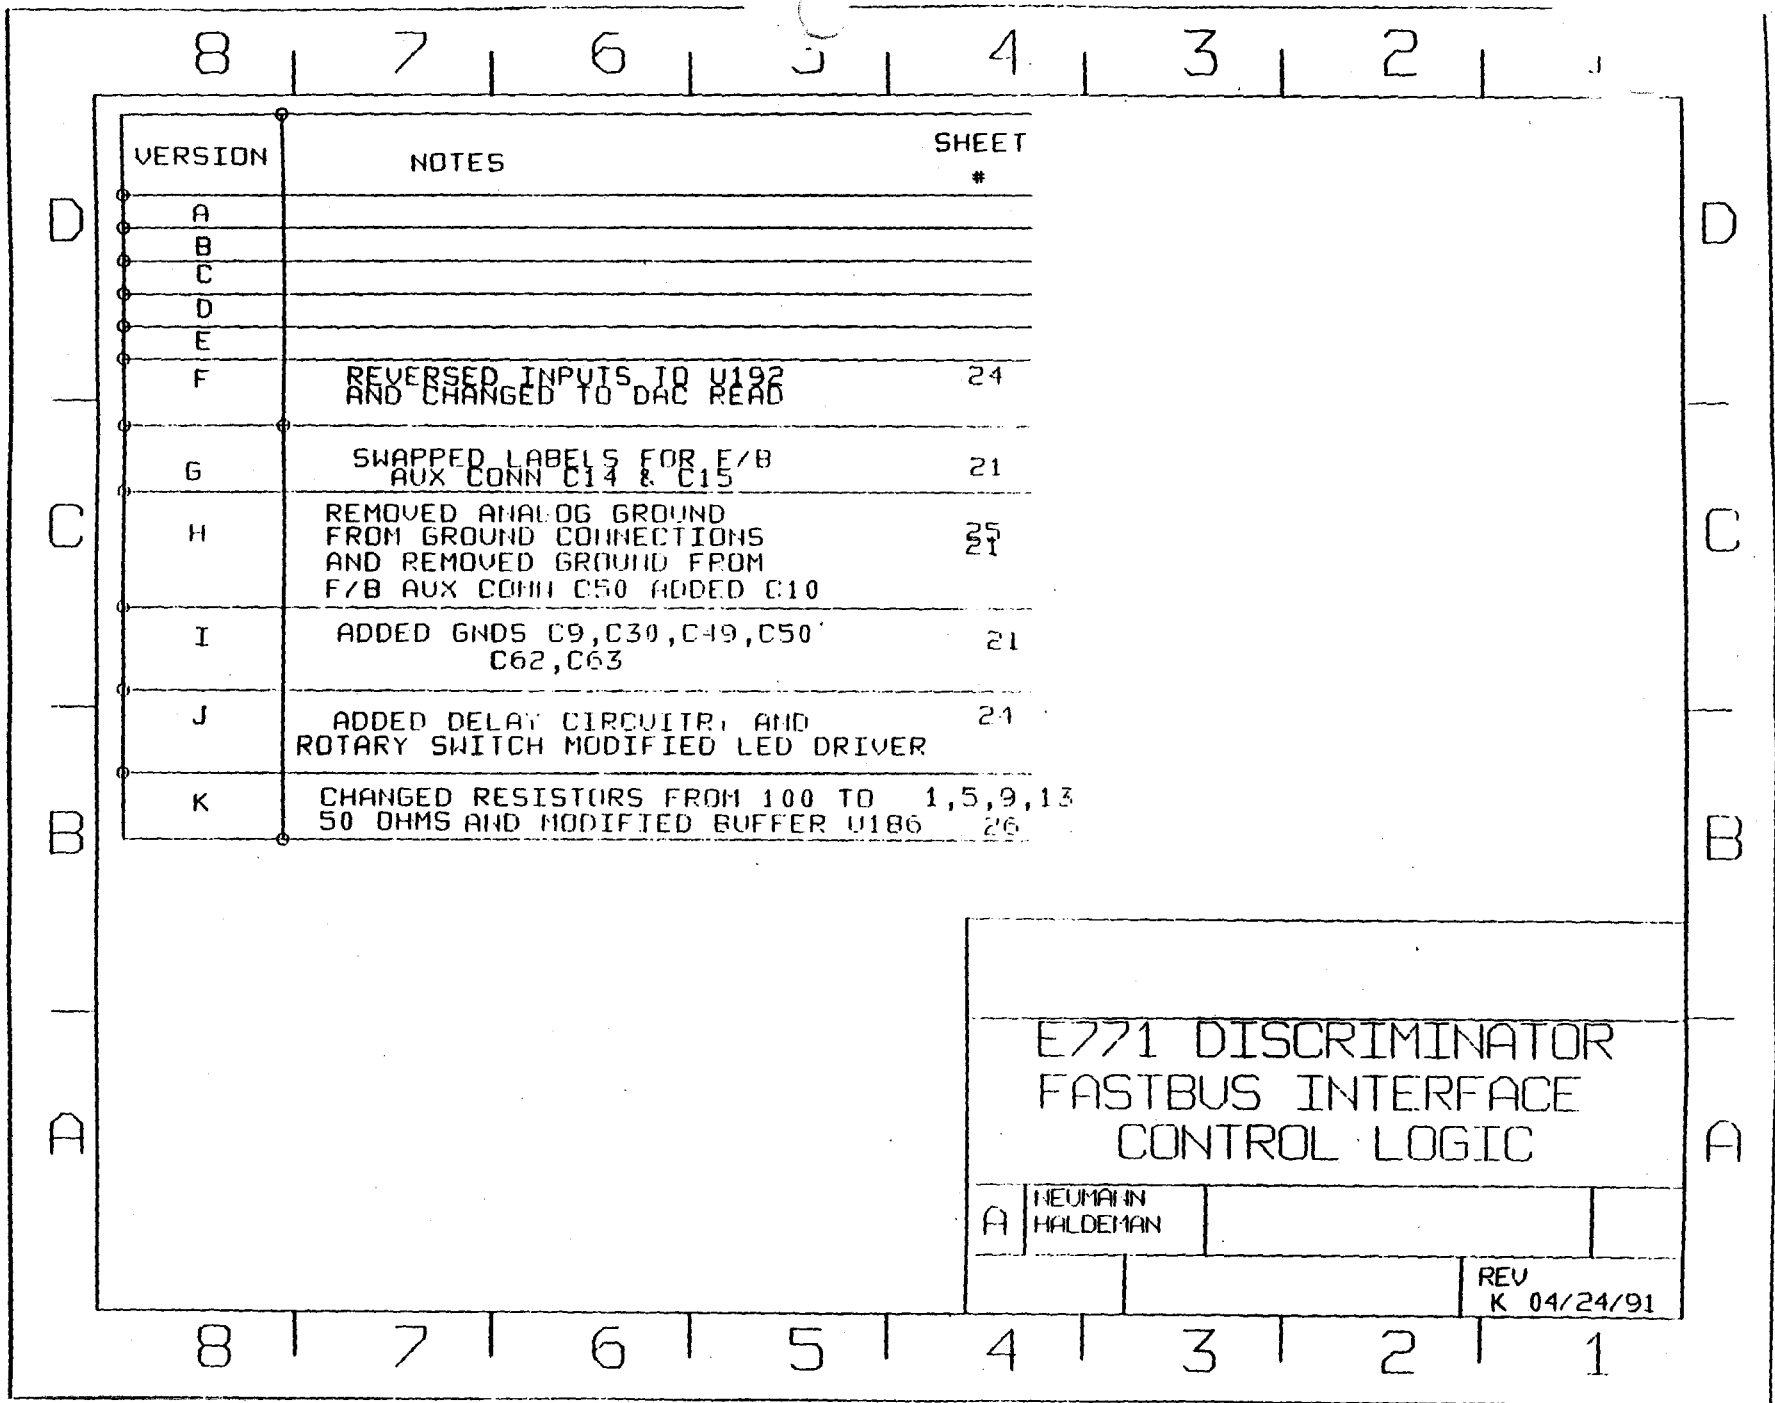 8 7 6 5 4 3 2
VERSION NOTES SHEET
#
D D
A
B
C
D
E
F REVERSED INPUTS TO U192 24
AND CHANGED TO DAC READ
G SWAPPED LABELS FOR F/B 21
AUX CONN C14 & C15
C C
H REMOVED ANALOG GROUND
FROM GROUND CONNECTIONS 25
21
AND REMOVED GROUND FROM
F/B AUX CONN C50 ADDED C10
I ADDED GNDS C9,C30,C49,C50 21
C62,C63
J ADDED DELAY CIRCUITRY AND 24
ROTARY SWITCH MODIFIED LED DRIVER
K CHANGED RESISTORS FROM 100 TO 1,5,9,13
50 OHMS AND MODIFIED BUFFER U186 26
B B
E771 DISCRIMINATOR
FASTBUS INTERFACE
CONTROL LOGIC
A A
A NEUMANN
HALDEMAN
REV
K 04/24/91
8 7 6 5 4 3 2 1